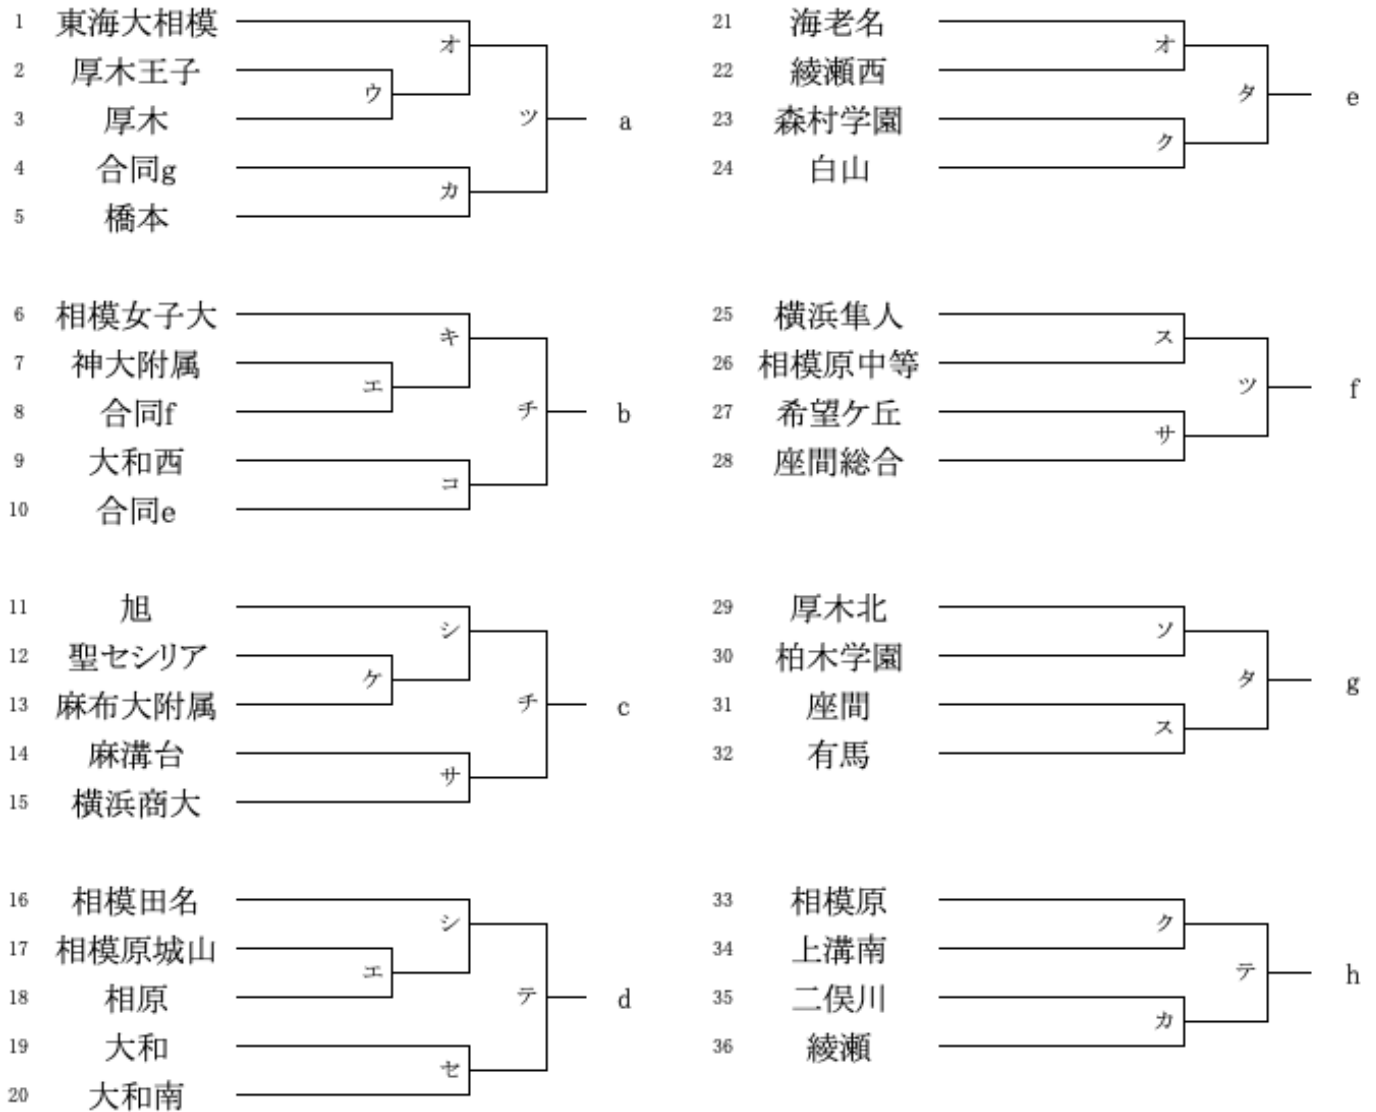 1 東海大相模
オ
2 厚木王子
ウ
3 厚木
ツ
a
4 合同g
カ
5 橋本
6 相模女子大
キ
7 神大附属
エ
8 合同f
チ
b
9 大和西
コ
10 合同e
11 旭
シ
12 聖セシリア
ケ
13 麻布大附属
チ
c
14 麻溝台
サ
15 横浜商大
16 相模田名
シ
17 相模原城山
エ
18 相原
テ
d
19 大和
セ
20 大和南
21 海老名
オ
22 綾瀬西
タ
e
23 森村学園
ク
24 白山
25 横浜隼人
ス
26 相模原中等
ツ
f
27 希望ケ丘
サ
28 座間総合
29 厚木北
ソ
30 柏木学園
タ
g
31 座間
ス
32 有馬
33 相模原
ク
34 上溝南
テ
h
35 二俣川
カ
36 綾瀬